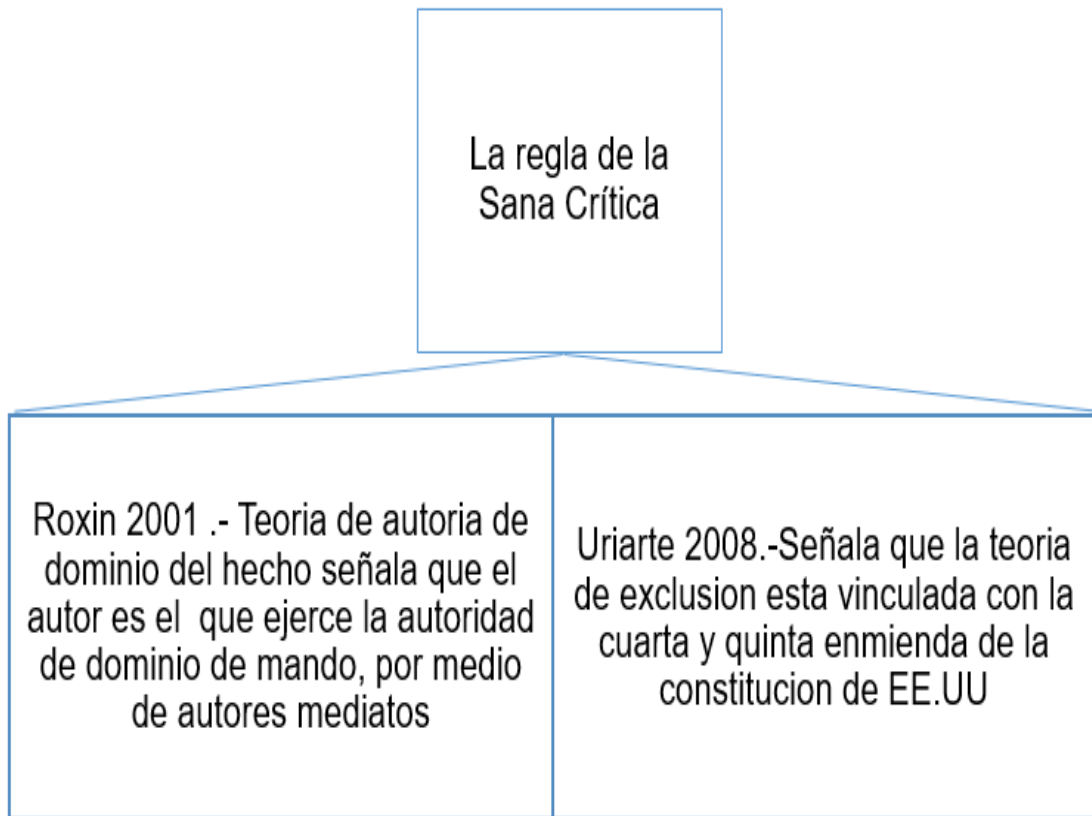 La regla de la
Sana Crítica
Roxin 2001 .- Teoria de autoria de
dominio del hecho señala que el
autor es el que ejerce la autoridad
de dominio de mando, por medio
de autores mediatos
Uriarte 2008.-Señala que la teoria
de exclusion esta vinculada con la
cuarta y quinta enmienda de la
constitucion de EE.UU